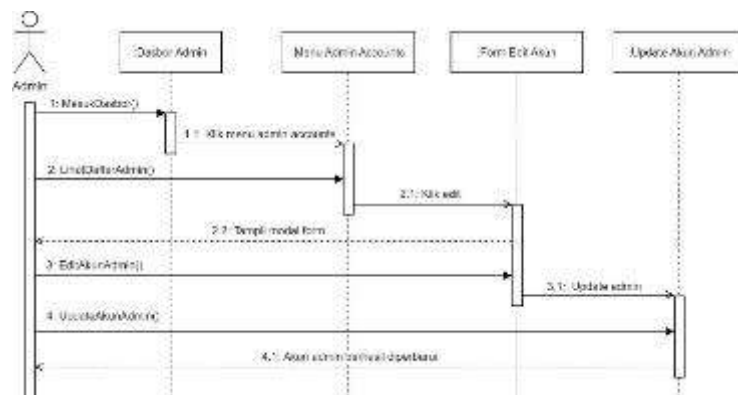 :Dasbor Admin
:Menu Admin Accounts
:Form Edit Akun
:Update Akun Admin
Admin
1: MasukDasbor()
1.1: Klik menu admin accounts
2: LihatDaftarAdmin()
2.1: Klik edit
2.2: Tampil modal form
3: EditAkunAdmin()
3.1: Update admin
4: UpdateAkunAdmin()
4.1: Akun admin berhasil diperbarui